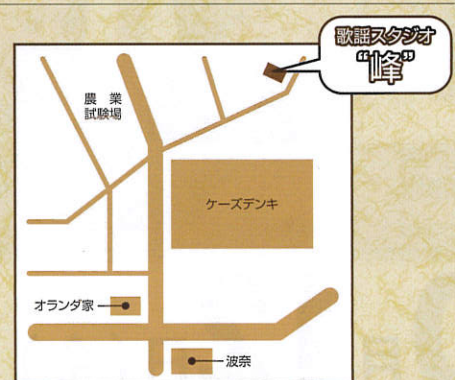 歌謡スタジオ
“峰”
農業
試験場
ケーズデンキ
オランダ家
波奈